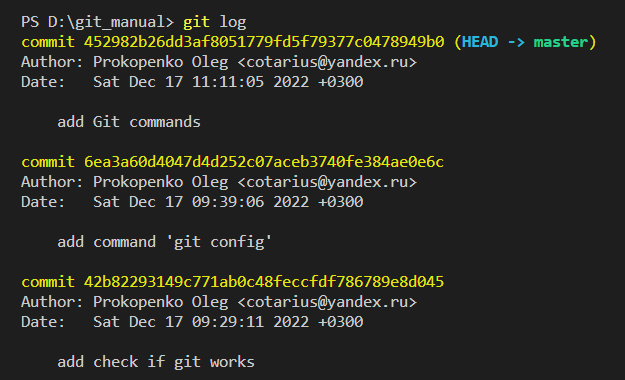 PS D:\git_manual> git log
commit 452982b26dd3af8051779fd5f79377c0478949b0 (HEAD -> master)
Author: Prokopenko Oleg <cotarius@yandex.ru>
Date:   Sat Dec 17 11:11:05 2022 +0300
    add Git commands
commit 6ea3a60d4047d4d252c07aceb3740fe384ae0e6c
Author: Prokopenko Oleg <cotarius@yandex.ru>
Date:   Sat Dec 17 09:39:06 2022 +0300
    add command 'git config'
commit 42b82293149c771ab0c48feccfdf786789e8d045
Author: Prokopenko Oleg <cotarius@yandex.ru>
Date:   Sat Dec 17 09:29:11 2022 +0300
    add check if git works